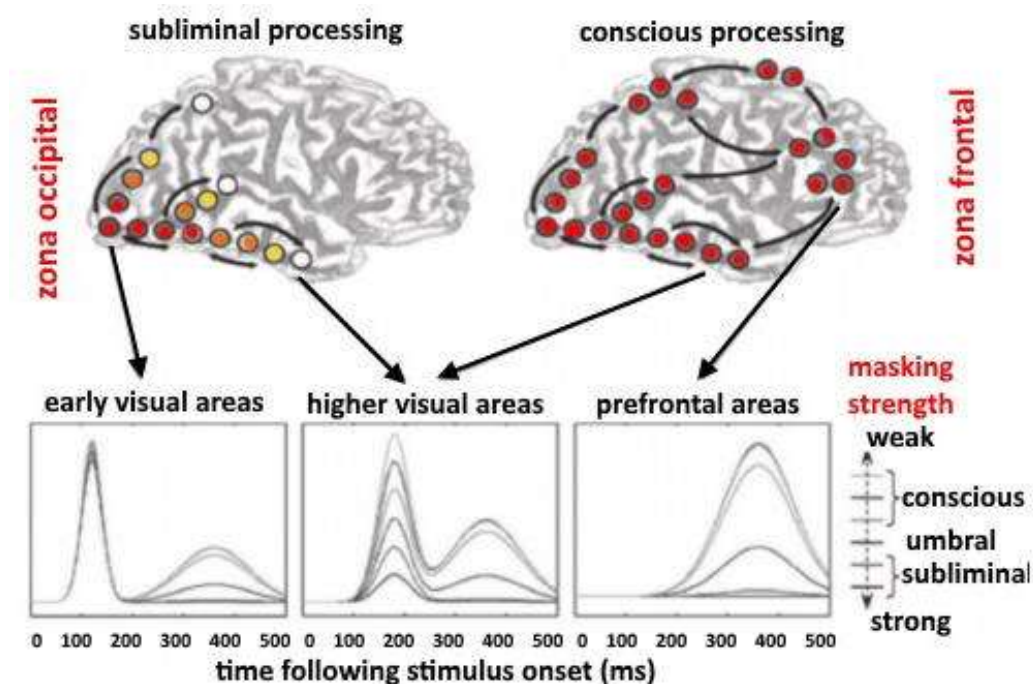 subliminal processing
conscious processing
zona occipital
zona frontal
early visual areas
higher visual areas
prefrontal areas
masking
strength
weak
conscious
umbral
subliminal
strong
0 100 200 300 400 500
0 100 200 300 400 500
0 100 200 300 400 500
time following stimulus onset (ms)